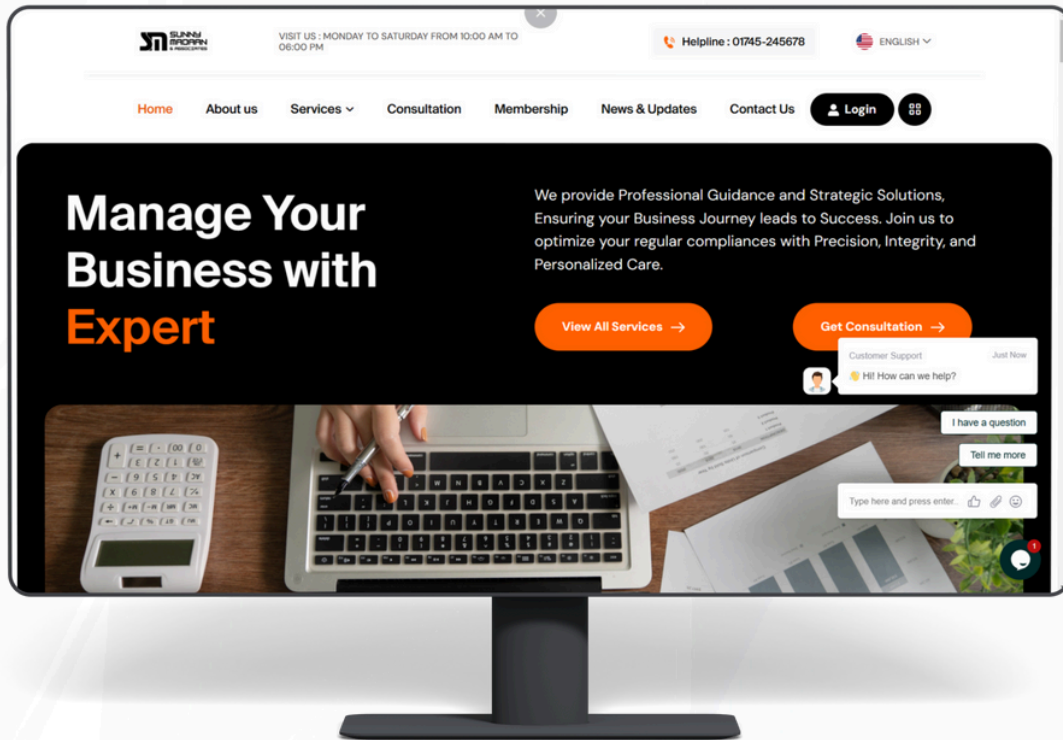 SUNNY
MADAAN
& ASSOCIATES
VISIT US : MONDAY TO SATURDAY FROM 10:00 AM TO
06:00 PM
Helpline : 01745-245678
ENGLISH
Home
About us
Services
Consultation
Membership
News & Updates
Contact Us
Login
Manage Your
Business with
Expert
We provide Professional Guidance and Strategic Solutions,
Ensuring your Business Journey leads to Success. Join us to
optimize your regular compliances with Precision, Integrity, and
Personalized Care.
View All Services →
Get Consultation →
Customer Support
Just Now
👋 Hi! How can we help?
I have a question
Tell me more
Type here and press enter..
1